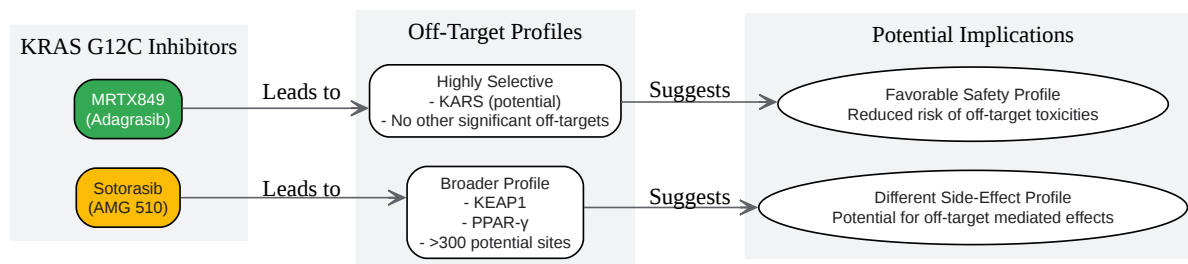 KRAS G12C Inhibitors
MRTX849
(Adagrasib)
Sotorasib
(AMG 510)
Leads to
Leads to
Off-Target Profiles
Highly Selective
- KARS (potential)
- No other significant off-targets
Broader Profile
- KEAP1
- PPAR-γ
- >300 potential sites
Suggests
Suggests
Potential Implications
Favorable Safety Profile
Reduced risk of off-target toxicities
Different Side-Effect Profile
Potential for off-target mediated effects